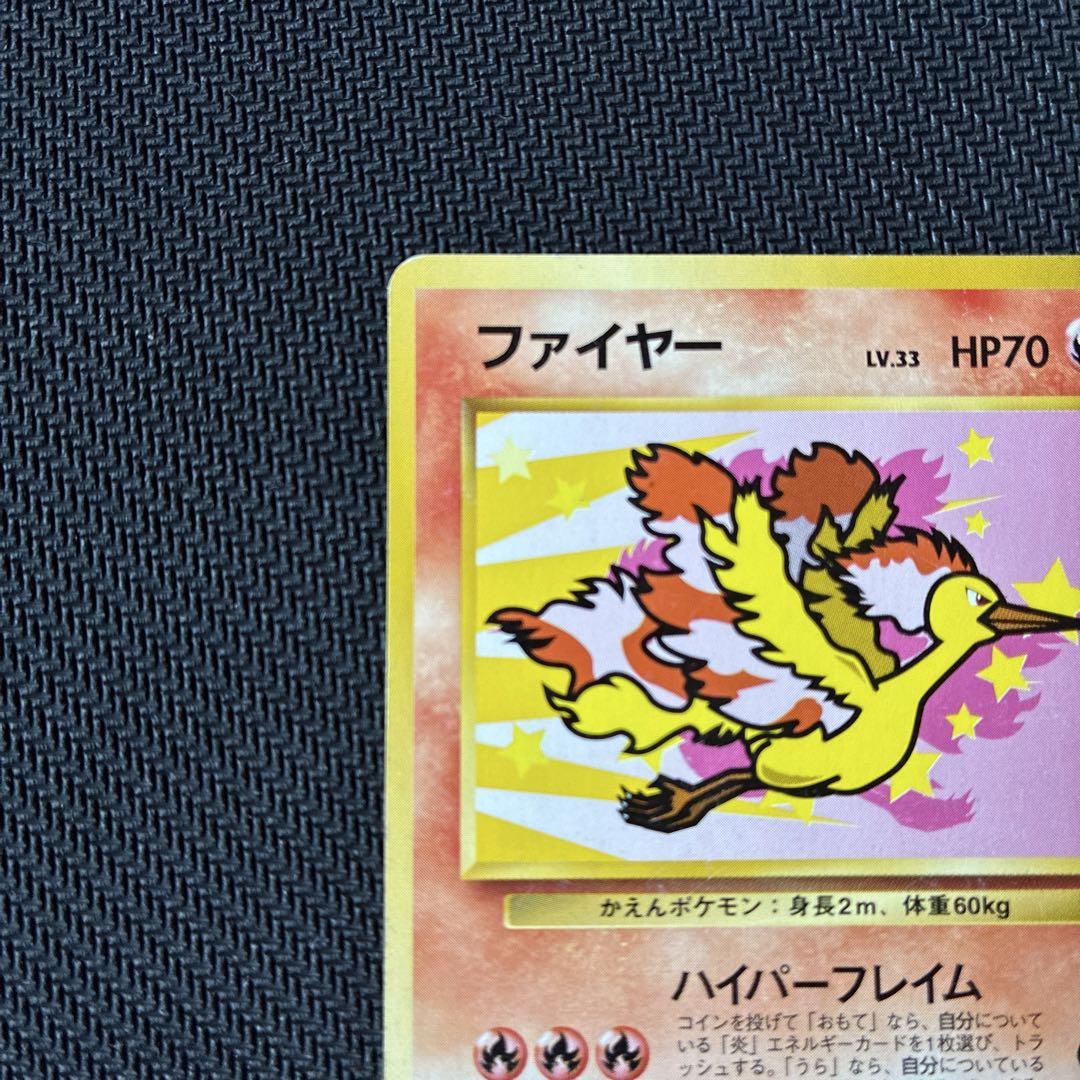 ファイヤー LV.33 HP70
かえんポケモン:身長2m、体重60kg
ハイパーフレイム
コインを投げて「おもて」なら、自分につい​て
いる「炎」エネルギーカードを1枚選び、トラ
ッシュする。「うら」なら、自分についている